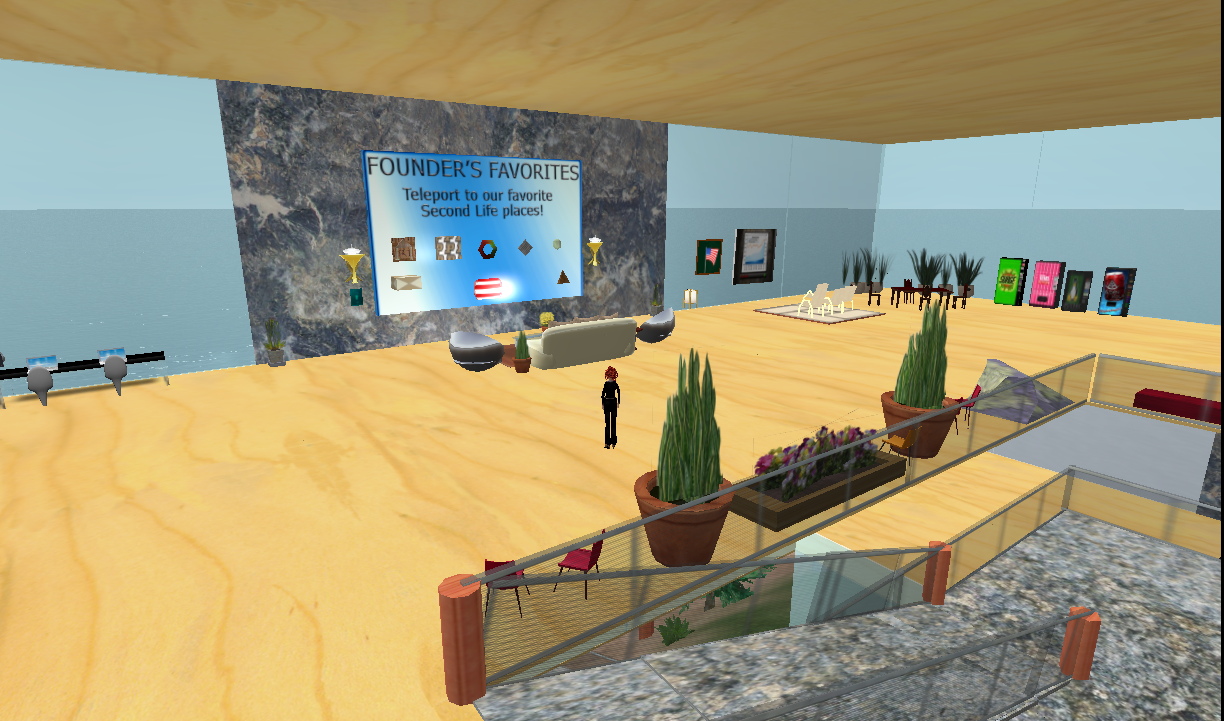 FOUNDER'S FAVORITES
Teleport to our favorite
Second Life places!